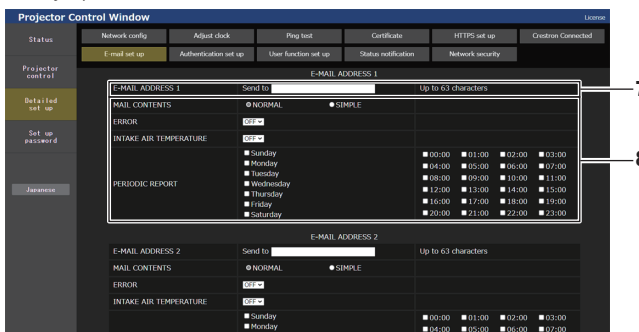 Projector Control Window
License
Status
Network config Adjust clock Ping test Certificate HTTPS set up Crestron Connected
E-mail set up Authentication set up User function set up Status notification Network security
Projector
control
Detailed
set up
Set up
password
Japanese
E-MAIL ADDRESS 1
E-MAIL ADDRESS 1 Send to Up to 63 characters
MAIL CONTENTS NORMAL SIMPLE
ERROR OFF
INTAKE AIR TEMPERATURE OFF
PERIODIC REPORT
Sunday
Monday
Tuesday
Wednesday
Thursday
Friday
Saturday
00:00 01:00 02:00 03:00
04:00 05:00 06:00 07:00
08:00 09:00 10:00 11:00
12:00 13:00 14:00 15:00
16:00 17:00 18:00 19:00
20:00 21:00 22:00 23:00
E-MAIL ADDRESS 2
E-MAIL ADDRESS 2 Send to Up to 63 characters
MAIL CONTENTS NORMAL SIMPLE
ERROR OFF
INTAKE AIR TEMPERATURE OFF
Sunday 00:00 01:00 02:00 03:00
Monday 04:00 05:00 06:00 07:00